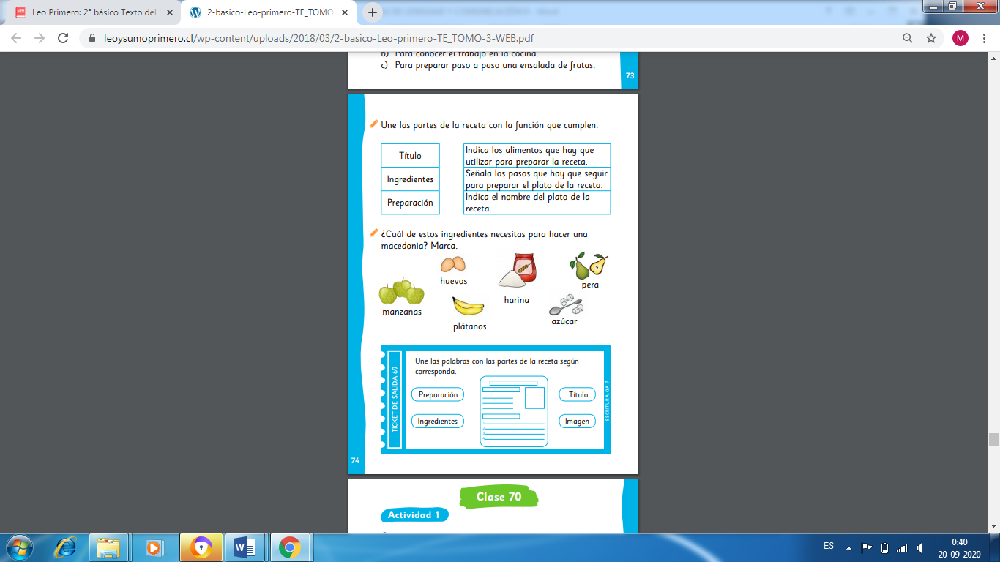 Leo Primero: 2° básico Texto del
2-basico-Leo-primero-TE_TOMO-
leoysumoprimero.cl/wp-content/uploads/2018/03/2-basico-Leo-primero-TE_TOMO-3-WEB.pdf
M
b) Para conocer el trabajo en la cocina.
c) Para preparar paso a paso una ensalada de frutas.
73
Une las partes de la receta con la función que cumplen.
Título
Ingredientes
Preparación
Indica los alimentos que hay que
utilizar para preparar la receta.
Señala los pasos que hay que seguir
para preparar el plato de la receta.
Indica el nombre del plato de la
receta.
¿Cuál de estos ingredientes necesitas para hacer una
macedonia? Marca.
huevos
pera
harina
manzanas
plátanos
azúcar
TICKET DE SALIDA 69
Une las palabras con las partes de la receta según
corresponda.
Preparación
Título
Ingredientes
Imagen
1
2
3
4
ESCRITURA OA 7
74
Clase 70
Actividad 1
ES
0:40
20-09-2020